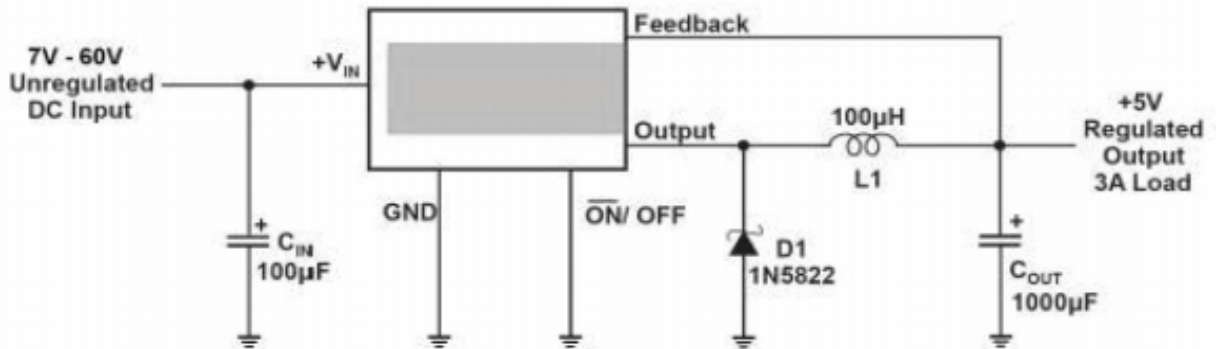 Feedback
7V - 60V
Unregulated
DC Input
+VIN
+5V
Regulated
Output
3A Load
Output
100µH
L1
GND
ON/ OFF
CIN
100µF
D1
1N5822
COUT
1000µF